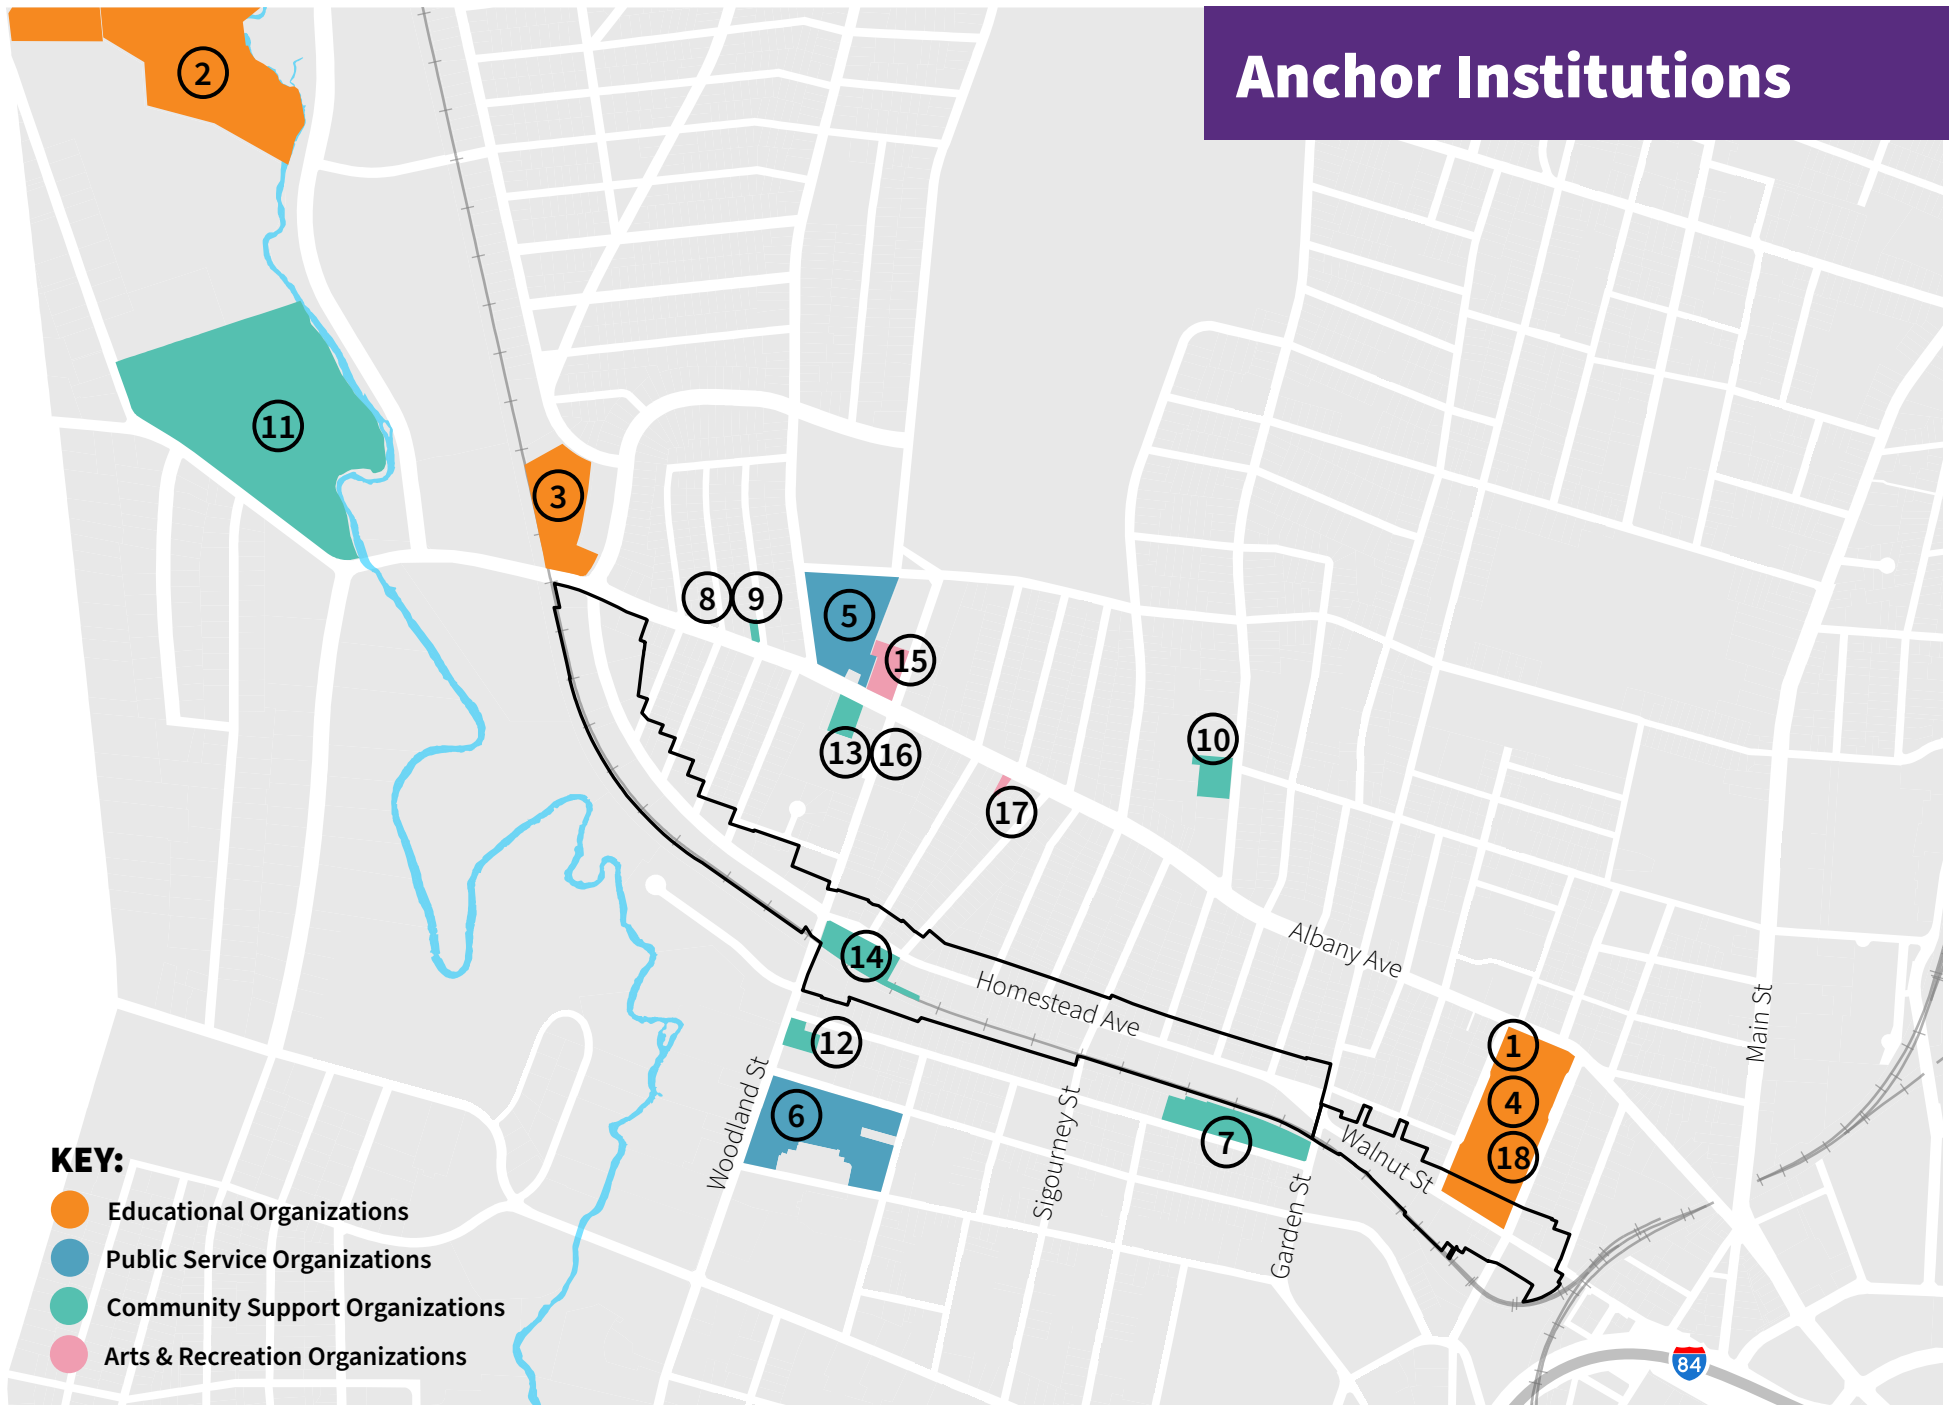 Anchor Institutions
2
11
3
8
9
5
15
13
16
10
17
14
Albany Ave
Homestead Ave
Main St
12
1
4
18
6
7
Woodland St
Sigourney St
Garden St
Walnut St
KEY:
Educational Organizations
Public Service Organizations
Community Support Organizations
Arts & Recreation Organizations
84